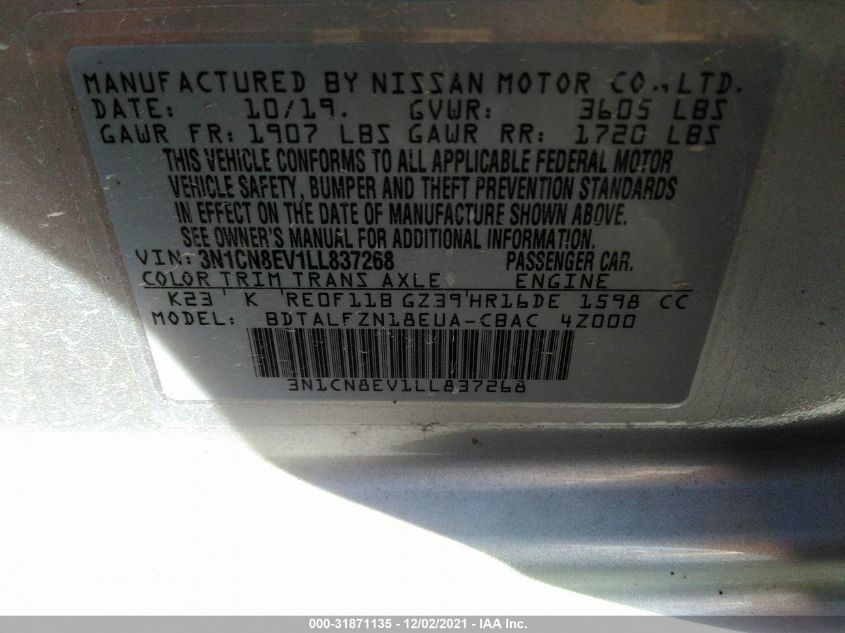 MANUFACTURED BY NISSAN MOTOR CO., LTD.
DATE: 10/19. GVWR: 3605 LBS
GAWR FR: 1907 LBS GAWR RR: 1720 LBS
THIS VEHICLE CONFORMS TO ALL APPLICABLE FEDERAL MOTOR
VEHICLE SAFETY, BUMPER AND THEFT PREVENTION STANDARDS
IN EFFECT ON THE DATE OF MANUFACTURE SHOWN ABOVE.
SEE OWNER'S MANUAL FOR ADDITIONAL INFORMATION.
VIN: 3N1CN8EV1LL837268 PASSENGER CAR.
COLOR TRIM TRANS AXLE ENGINE
K23 K RE0F11B GZ39 HR16DE 1598 CC
MODEL: BDTALFZN18EUA-CBAC 4Z000
3N1CN8EV1LL837268
000-31871135 - 12/02/2021 - IAA Inc.